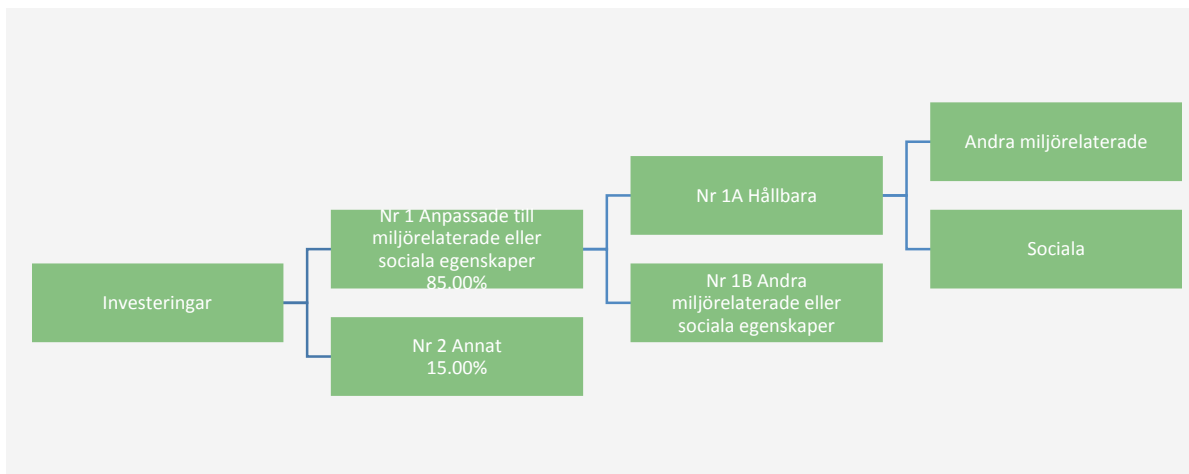 Investeringar
Nr 1 Anpassade till
miljörelaterade eller
sociala egenskaper
85.00%
Nr 2 Annat
15.00%
Nr 1A Hållbara
Nr 1B Andra
miljörelaterade eller
sociala egenskaper
Andra miljörelaterade
Sociala